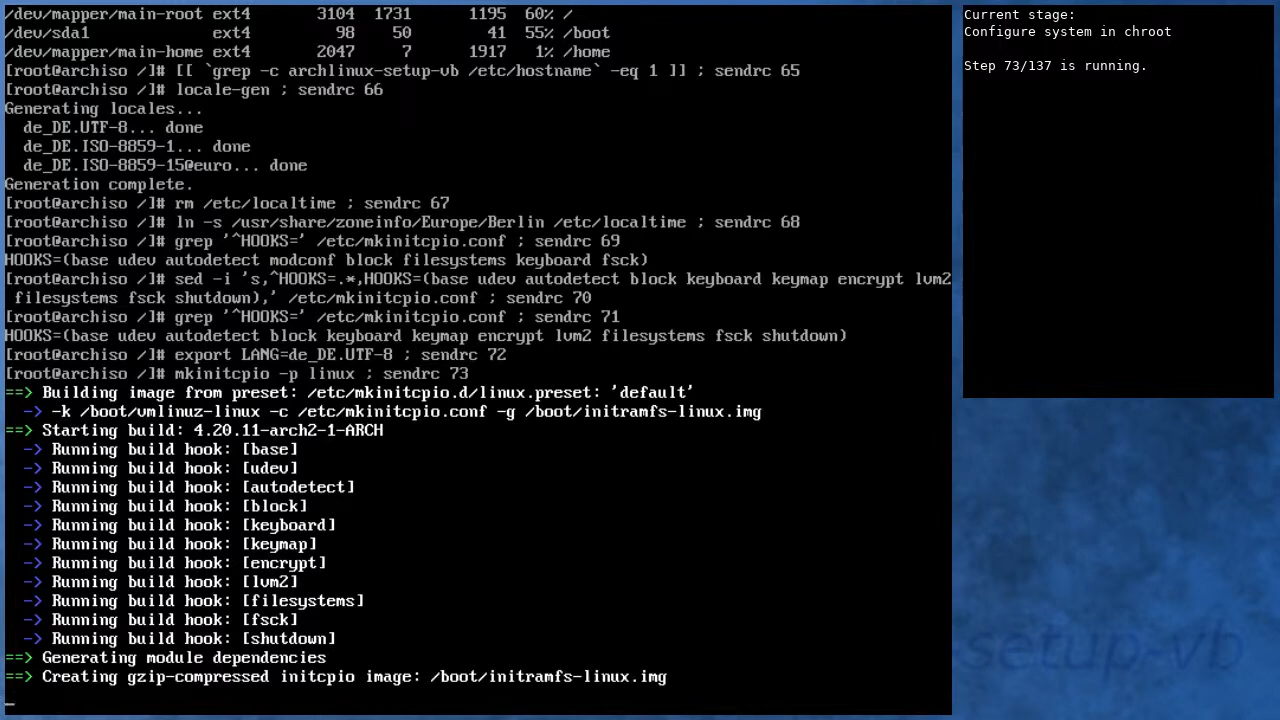 /dev/mapper/main-root ext4       3104  1731      1195  60% /
/dev/sda1             ext4         98    50        41  55% /boot
/dev/mapper/main-home ext4       2047     7      1917   1% /home
[root@archiso /]# [[ `grep -c archlinux-setup-vb /etc/hostname` -eq 1 ]] ; sendrc 65
[root@archiso /]# locale-gen ; sendrc 66
Generating locales...
  de_DE.UTF-8... done
  de_DE.ISO-8859-1... done
  de_DE.ISO-8859-15@euro... done
Generation complete.
[root@archiso /]# rm /etc/localtime ; sendrc 67
[root@archiso /]# ln -s /usr/share/zoneinfo/Europe/Berlin /etc/localtime ; sendrc 68
[root@archiso /]# grep '^HOOKS=' /etc/mkinitcpio.conf ; sendrc 69
HOOKS=(base udev autodetect modconf block filesystems keyboard fsck)
[root@archiso /]# sed -i 's,^HOOKS=.*,HOOKS=(base udev autodetect block keyboard keymap encrypt lvm2
 filesystems fsck shutdown),' /etc/mkinitcpio.conf ; sendrc 70
[root@archiso /]# grep '^HOOKS=' /etc/mkinitcpio.conf ; sendrc 71
HOOKS=(base udev autodetect block keyboard keymap encrypt lvm2 filesystems fsck shutdown)
[root@archiso /]# export LANG=de_DE.UTF-8 ; sendrc 72
[root@archiso /]# mkinitcpio -p linux ; sendrc 73
==> Building image from preset: /etc/mkinitcpio.d/linux.preset: 'default'
  -> -k /boot/vmlinuz-linux -c /etc/mkinitcpio.conf -g /boot/initramfs-linux.img
==> Starting build: 4.20.11-arch2-1-ARCH
  -> Running build hook: [base]
  -> Running build hook: [udev]
  -> Running build hook: [autodetect]
  -> Running build hook: [block]
  -> Running build hook: [keyboard]
  -> Running build hook: [keymap]
  -> Running build hook: [encrypt]
  -> Running build hook: [lvm2]
  -> Running build hook: [filesystems]
  -> Running build hook: [fsck]
  -> Running build hook: [shutdown]
==> Generating module dependencies
==> Creating gzip-compressed initcpio image: /boot/initramfs-linux.img
_
Current stage:
Configure system in chroot
Step 73/137 is running.
setup-vb